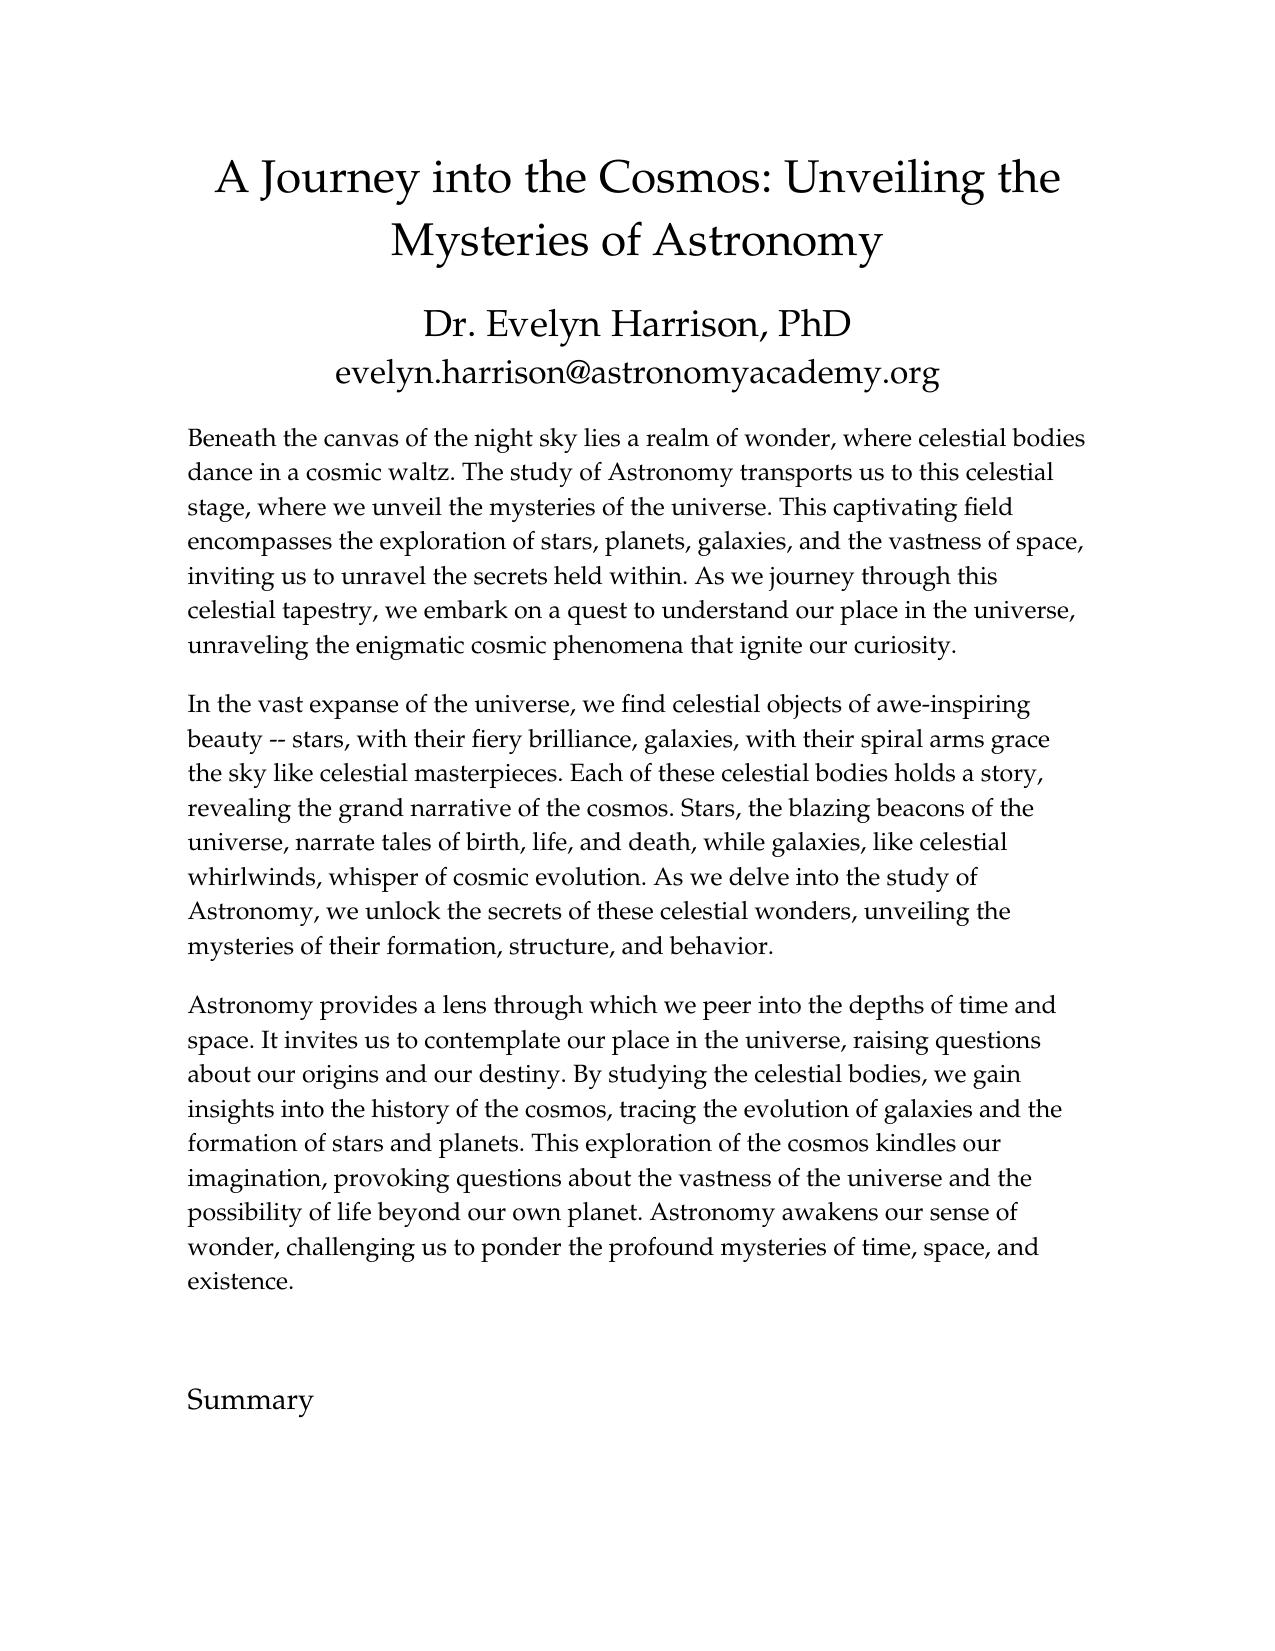 A Journey into the Cosmos: Unveiling the
Mysteries of Astronomy
Dr. Evelyn Harrison, PhD
evelyn.harrison@astronomyacademy.org
Beneath the canvas of the night sky lies a realm of wonder, where celestial bodies
dance in a cosmic waltz. The study of Astronomy transports us to this celestial
stage, where we unveil the mysteries of the universe. This captivating field
encompasses the exploration of stars, planets, galaxies, and the vastness of space,
inviting us to unravel the secrets held within. As we journey through this
celestial tapestry, we embark on a quest to understand our place in the universe,
unraveling the enigmatic cosmic phenomena that ignite our curiosity.
In the vast expanse of the universe, we find celestial objects of awe-inspiring
beauty -- stars, with their fiery brilliance, galaxies, with their spiral arms grace
the sky like celestial masterpieces. Each of these celestial bodies holds a story,
revealing the grand narrative of the cosmos. Stars, the blazing beacons of the
universe, narrate tales of birth, life, and death, while galaxies, like celestial
whirlwinds, whisper of cosmic evolution. As we delve into the study of
Astronomy, we unlock the secrets of these celestial wonders, unveiling the
mysteries of their formation, structure, and behavior.
Astronomy provides a lens through which we peer into the depths of time and
space. It invites us to contemplate our place in the universe, raising questions
about our origins and our destiny. By studying the celestial bodies, we gain
insights into the history of the cosmos, tracing the evolution of galaxies and the
formation of stars and planets. This exploration of the cosmos kindles our
imagination, provoking questions about the vastness of the universe and the
possibility of life beyond our own planet. Astronomy awakens our sense of
wonder, challenging us to ponder the profound mysteries of time, space, and
existence.
Summary